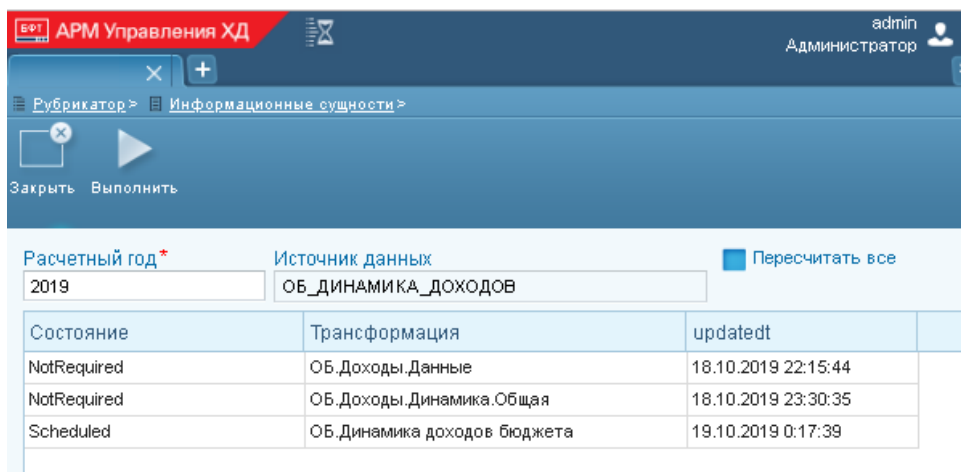 БФТ АРМ Управления ХД
admin
Администратор
Рубрикатор> Информационные сущности>
Закрыть Выполнить
Расчетный год* Источник данных Пересчитать все
2019 ОБ_ДИНАМИКА_ДОХОДОВ
Состояние Трансформация updatedt
NotRequired ОБ.Доходы.Данные 18.10.2019 22:15:44
NotRequired ОБ.Доходы.Динамика.Общая 18.10.2019 23:30:35
Scheduled ОБ.Динамика доходов бюджета 19.10.2019 0:17:39